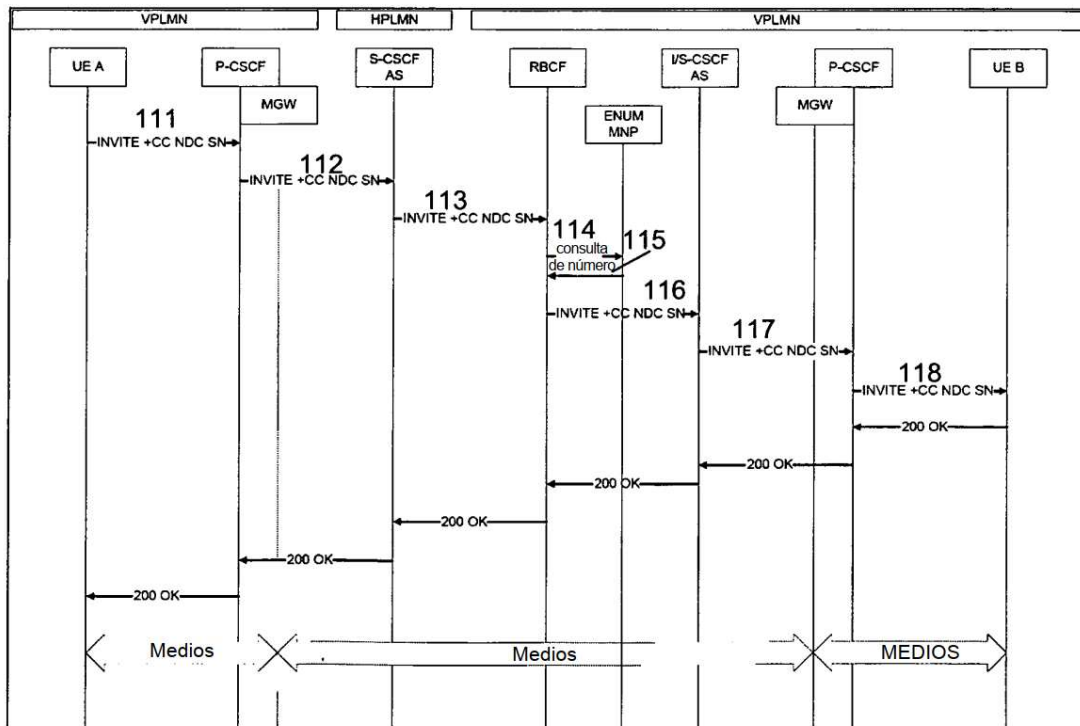 VPLMN
HPLMN
VPLMN
UE A
P-CSCF
S-CSCF
AS
RBCF
I/S-CSCF
AS
P-CSCF
UE B
MGW
ENUM
MNP
MGW
111
INVITE +CC NDC SN
112
INVITE +CC NDC SN
113
INVITE +CC NDC SN
114
consulta
de número
115
116
INVITE +CC NDC SN
117
INVITE +CC NDC SN
118
INVITE +CC NDC SN
200 OK
200 OK
200 OK
200 OK
200 OK
200 OK
Medios
Medios
MEDIOS